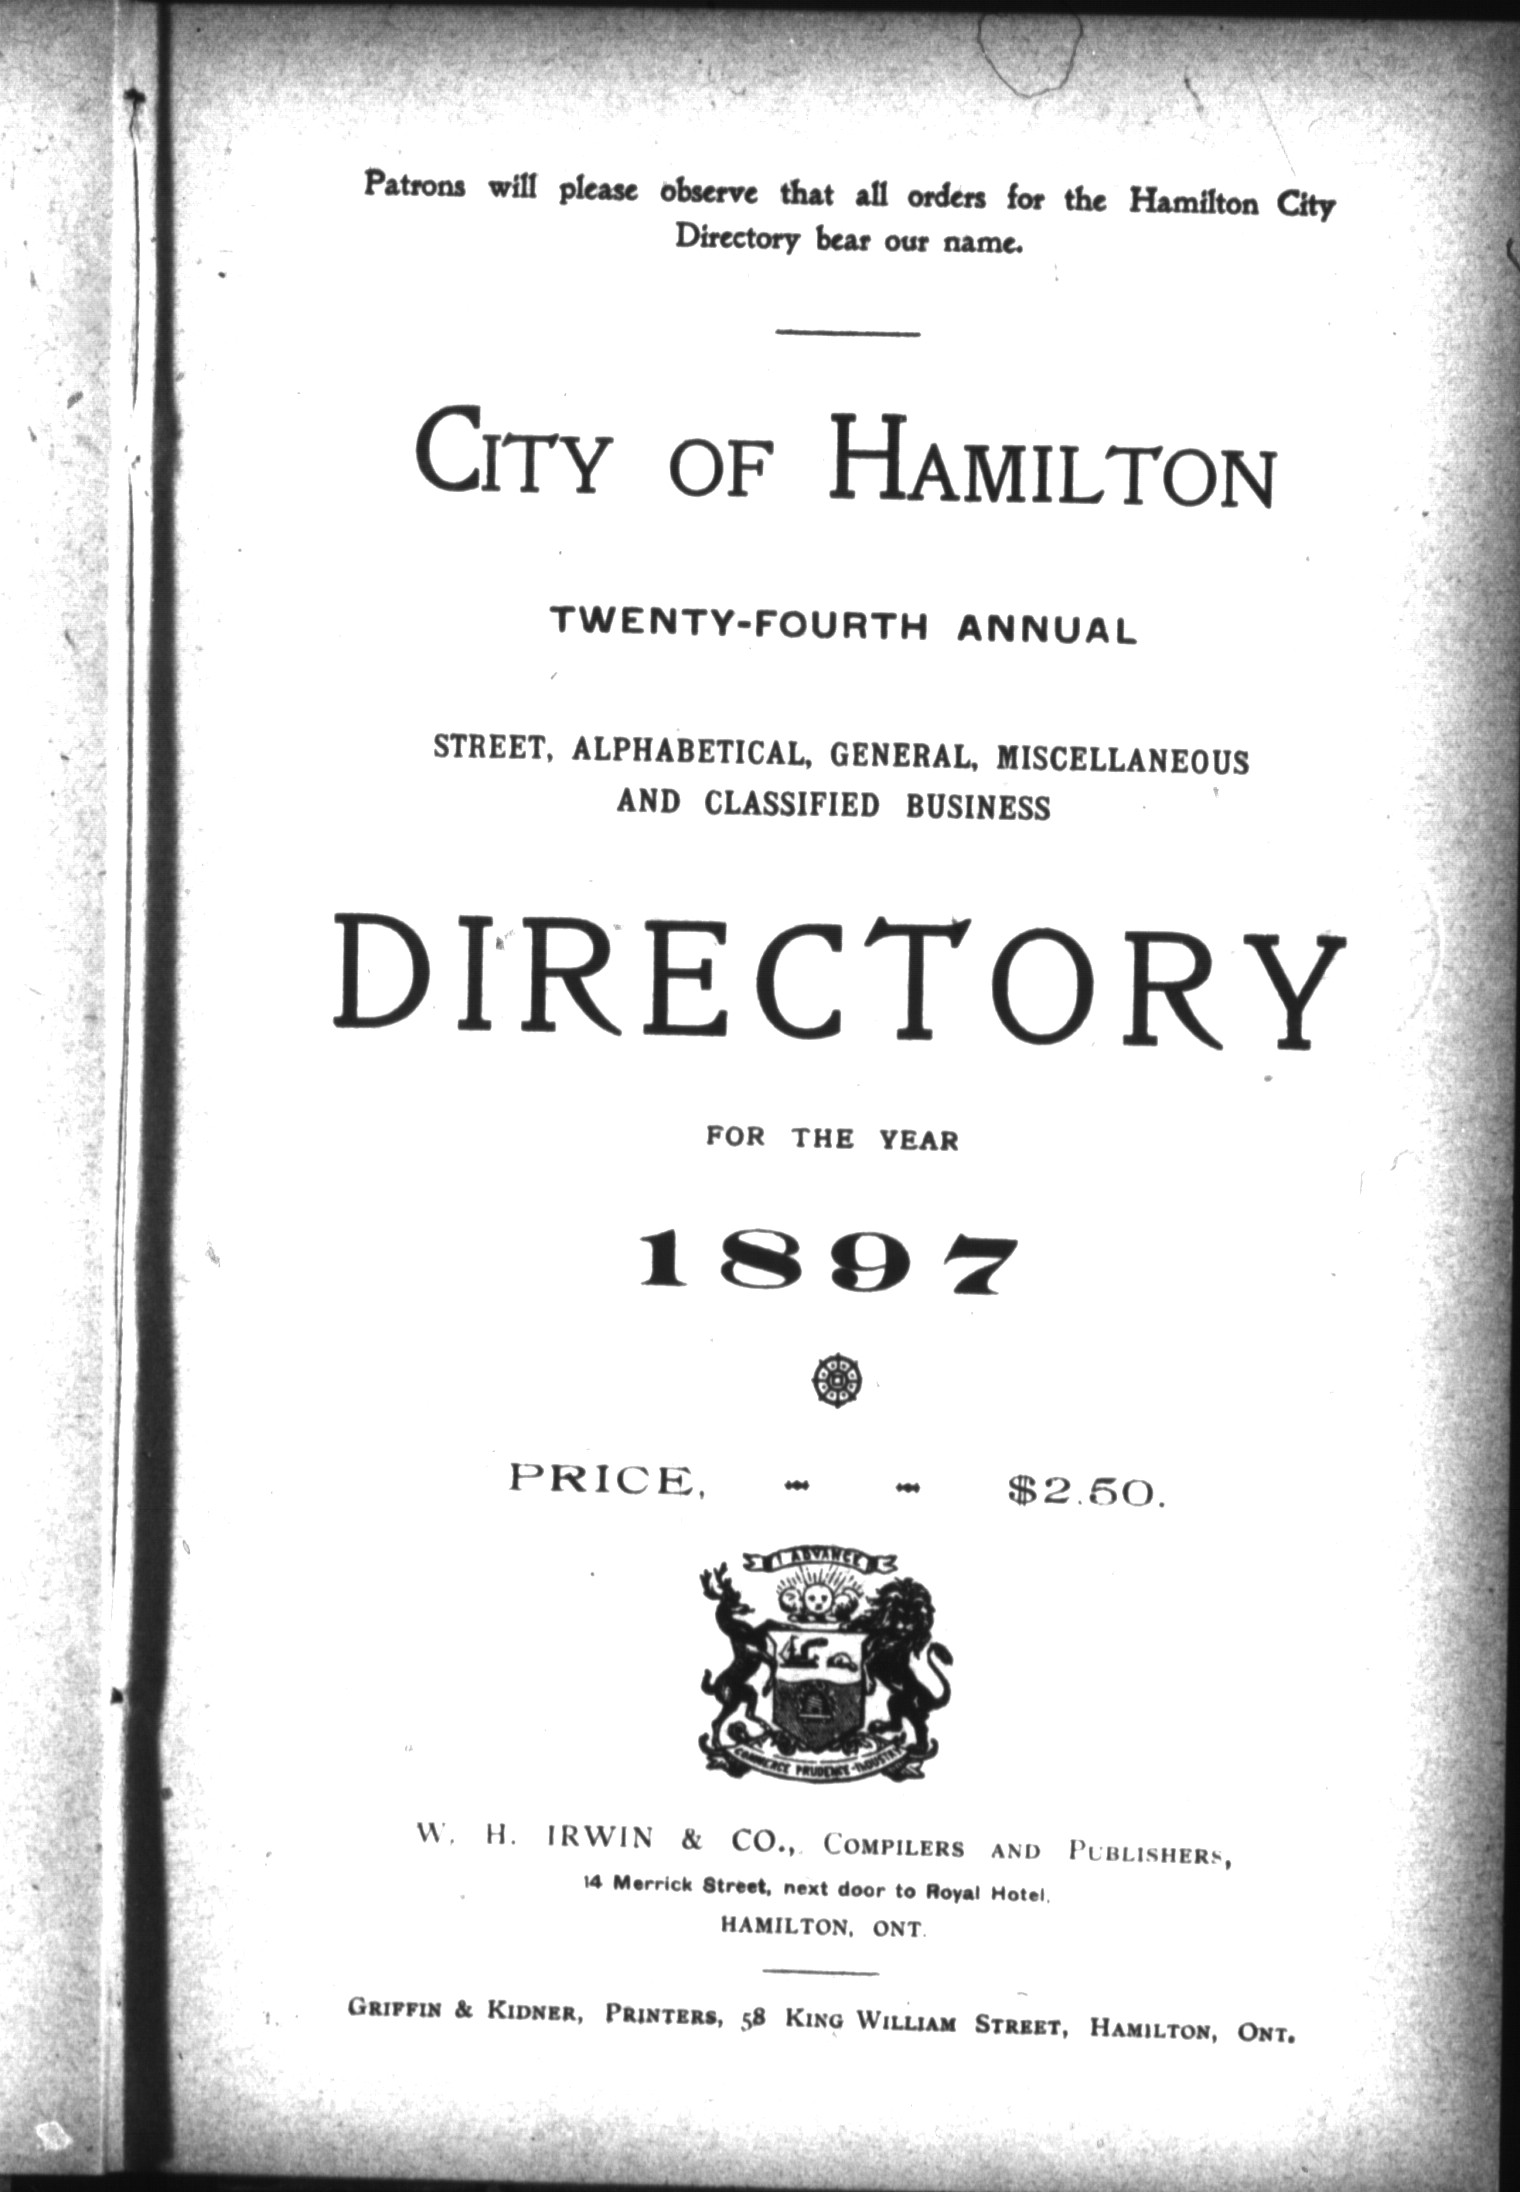 Patrons will please observe that all orders for the Hamilton City
Directory bear our name.
CITY OF HAMILTON
TWENTY-FOURTH ANNUAL
STREET, ALPHABETICAL, GENERAL, MISCELLANEOUS
AND CLASSIFIED BUSINESS
DIRECTORY
FOR THE YEAR
1897
PRICE, - - $2.50.
I ADVANCE
COMMERCE PRUDENCE - INDUSTRY
W. H. IRWIN & CO., COMPILERS AND PUBLISHERS,
14 Merrick Street, next door to Royal Hotel.
HAMILTON, ONT.
GRIFFIN & KIDNER, PRINTERS, 58 KING WILLIAM STREET, HAMILTON, ONT.